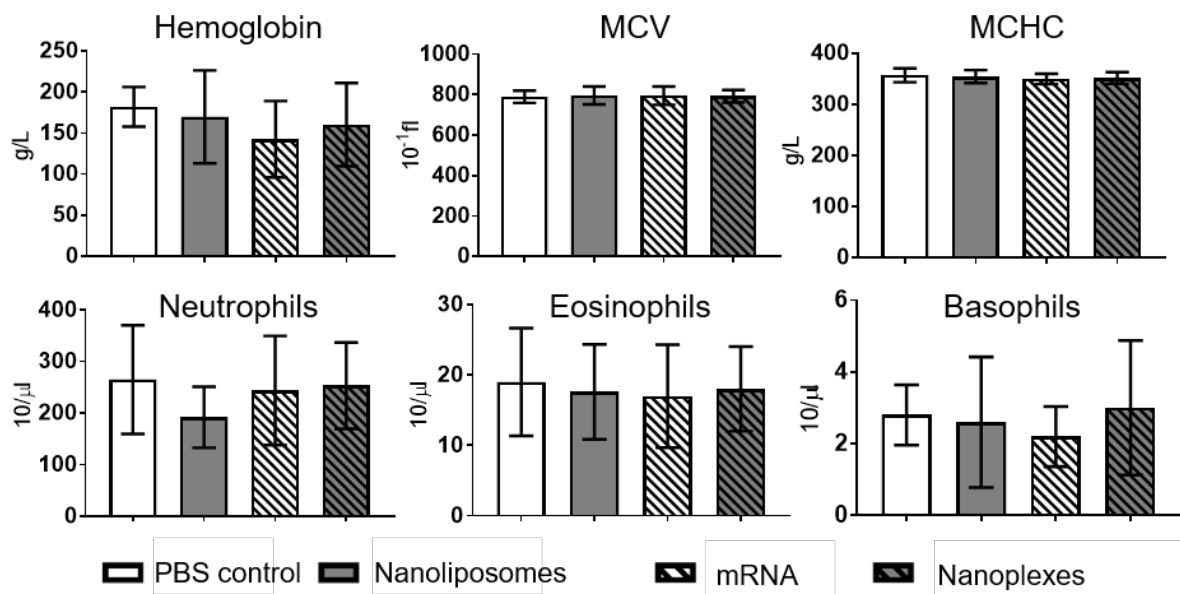 Hemoglobin
250
200
150
100
50
0
g/L
MCV
1000
800
600
400
200
0
10⁻¹fl
MCHC
400
300
200
100
0
g/L
Neutrophils
400
300
200
100
0
10/µl
Eosinophils
30
20
10
0
10/µl
Basophils
6
4
2
0
10/µl
PBS control Nanoliposomes mRNA Nanoplexes